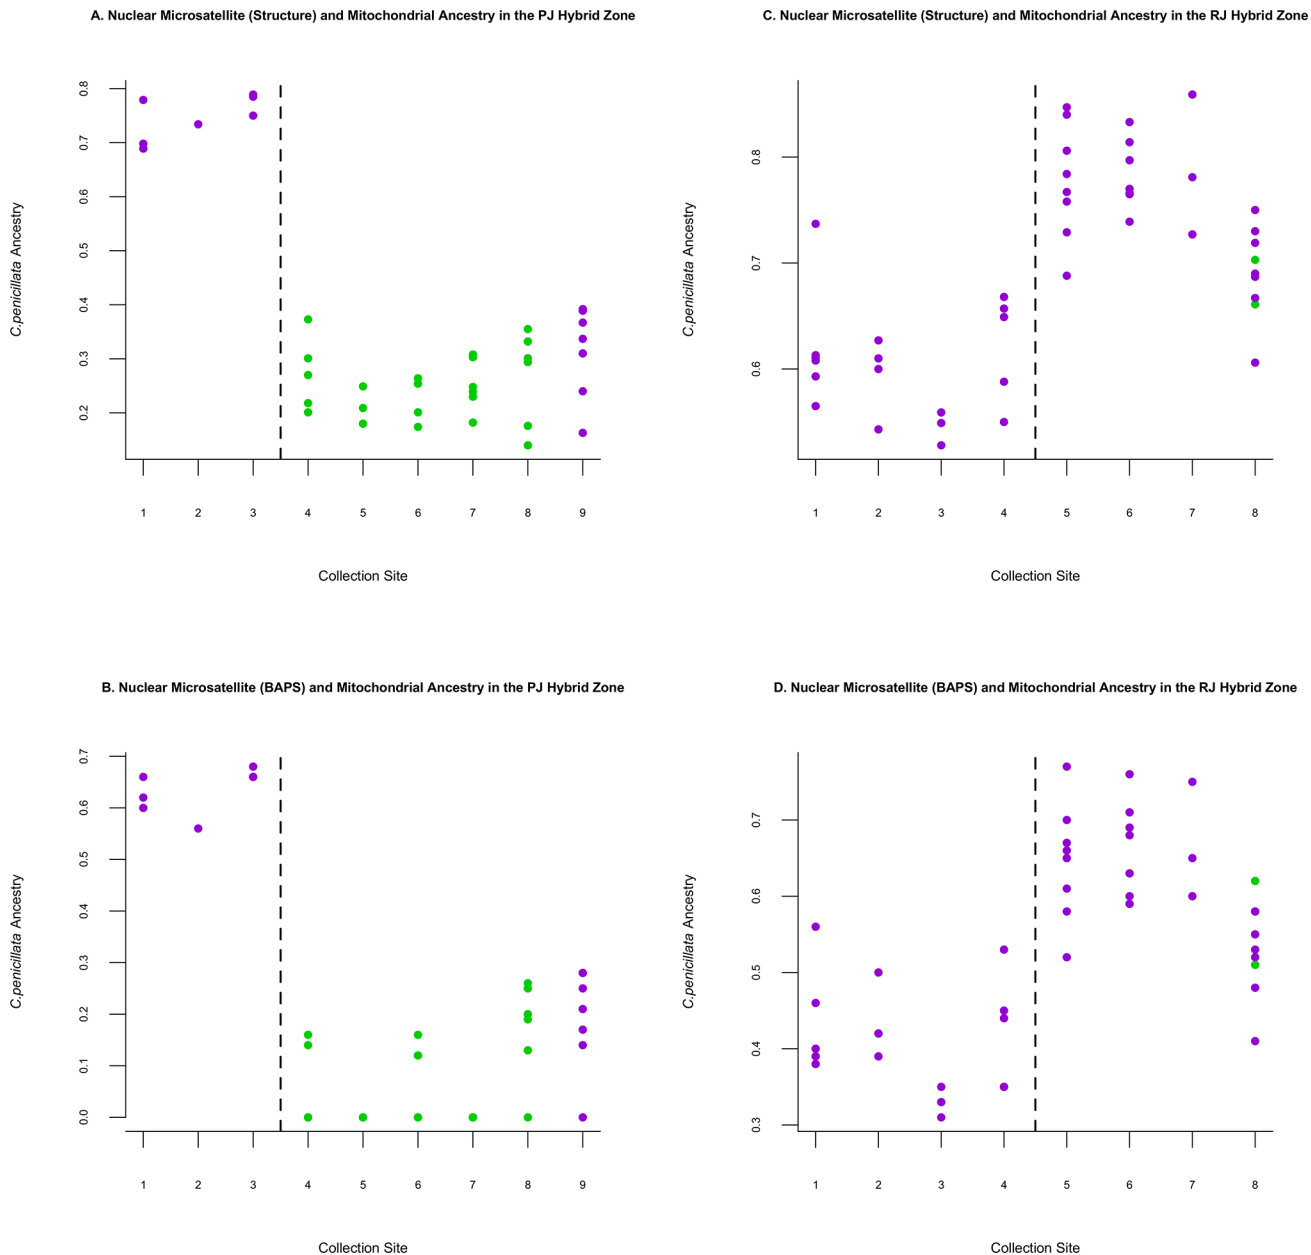 A. Nuclear Microsatellite (Structure) and Mitochondrial Ancestry in the PJ Hybrid Zone
C.penicillata Ancestry
0.8
0.7
0.6
0.5
0.4
0.3
0.2
1 2 3 4 5 6 7 8 9
Collection Site
C. Nuclear Microsatellite (Structure) and Mitochondrial Ancestry in the RJ Hybrid Zone
C.penicillata Ancestry
0.8
0.7
0.6
1 2 3 4 5 6 7 8
Collection Site
B. Nuclear Microsatellite (BAPS) and Mitochondrial Ancestry in the PJ Hybrid Zone
C.penicillata Ancestry
0.7
0.6
0.5
0.4
0.3
0.2
0.1
0.0
1 2 3 4 5 6 7 8 9
Collection Site
D. Nuclear Microsatellite (BAPS) and Mitochondrial Ancestry in the RJ Hybrid Zone
C.penicillata Ancestry
0.7
0.6
0.5
0.4
0.3
1 2 3 4 5 6 7 8
Collection Site